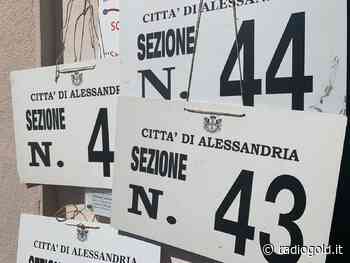 CITTA' DI ALESSANDRIA
SEZIONE
N. 44
CITTA' DI ALESSANDRIA
SEZIONE
N. 4
CITTA' DI ALESSANDRIA
SEZIONE
N. 43
CITTA' DI ALESSANDRIA
radiogold.it